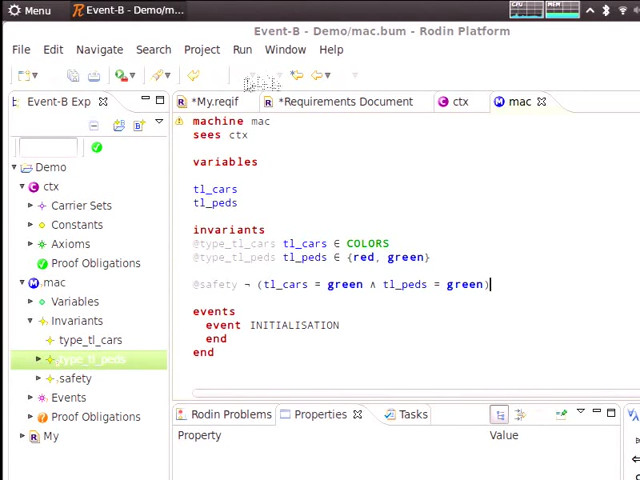 Menu Event-B - Demo/m...
Event-B - Demo/mac.bum - Rodin Platform
File Edit Navigate Search Project Run Window Help
Event-B Exp
*My.reqif *Requirements Document ctx mac
Demo
ctx
Carrier Sets
Constants
Axioms
Proof Obligations
mac
Variables
Invariants
type_tl_cars
type_tl_peds
safety
Events
Proof Obligations
My
machine mac
sees ctx
variables
tl_cars
tl_peds
invariants
@type_tl_cars tl_cars ∈ COLORS
@type_tl_peds tl_peds ∈ {red, green}
@safety ¬ (tl_cars = green ∧ tl_peds = green)
events
event INITIALISATION
end
end
Rodin Problems Properties Tasks
Property Value